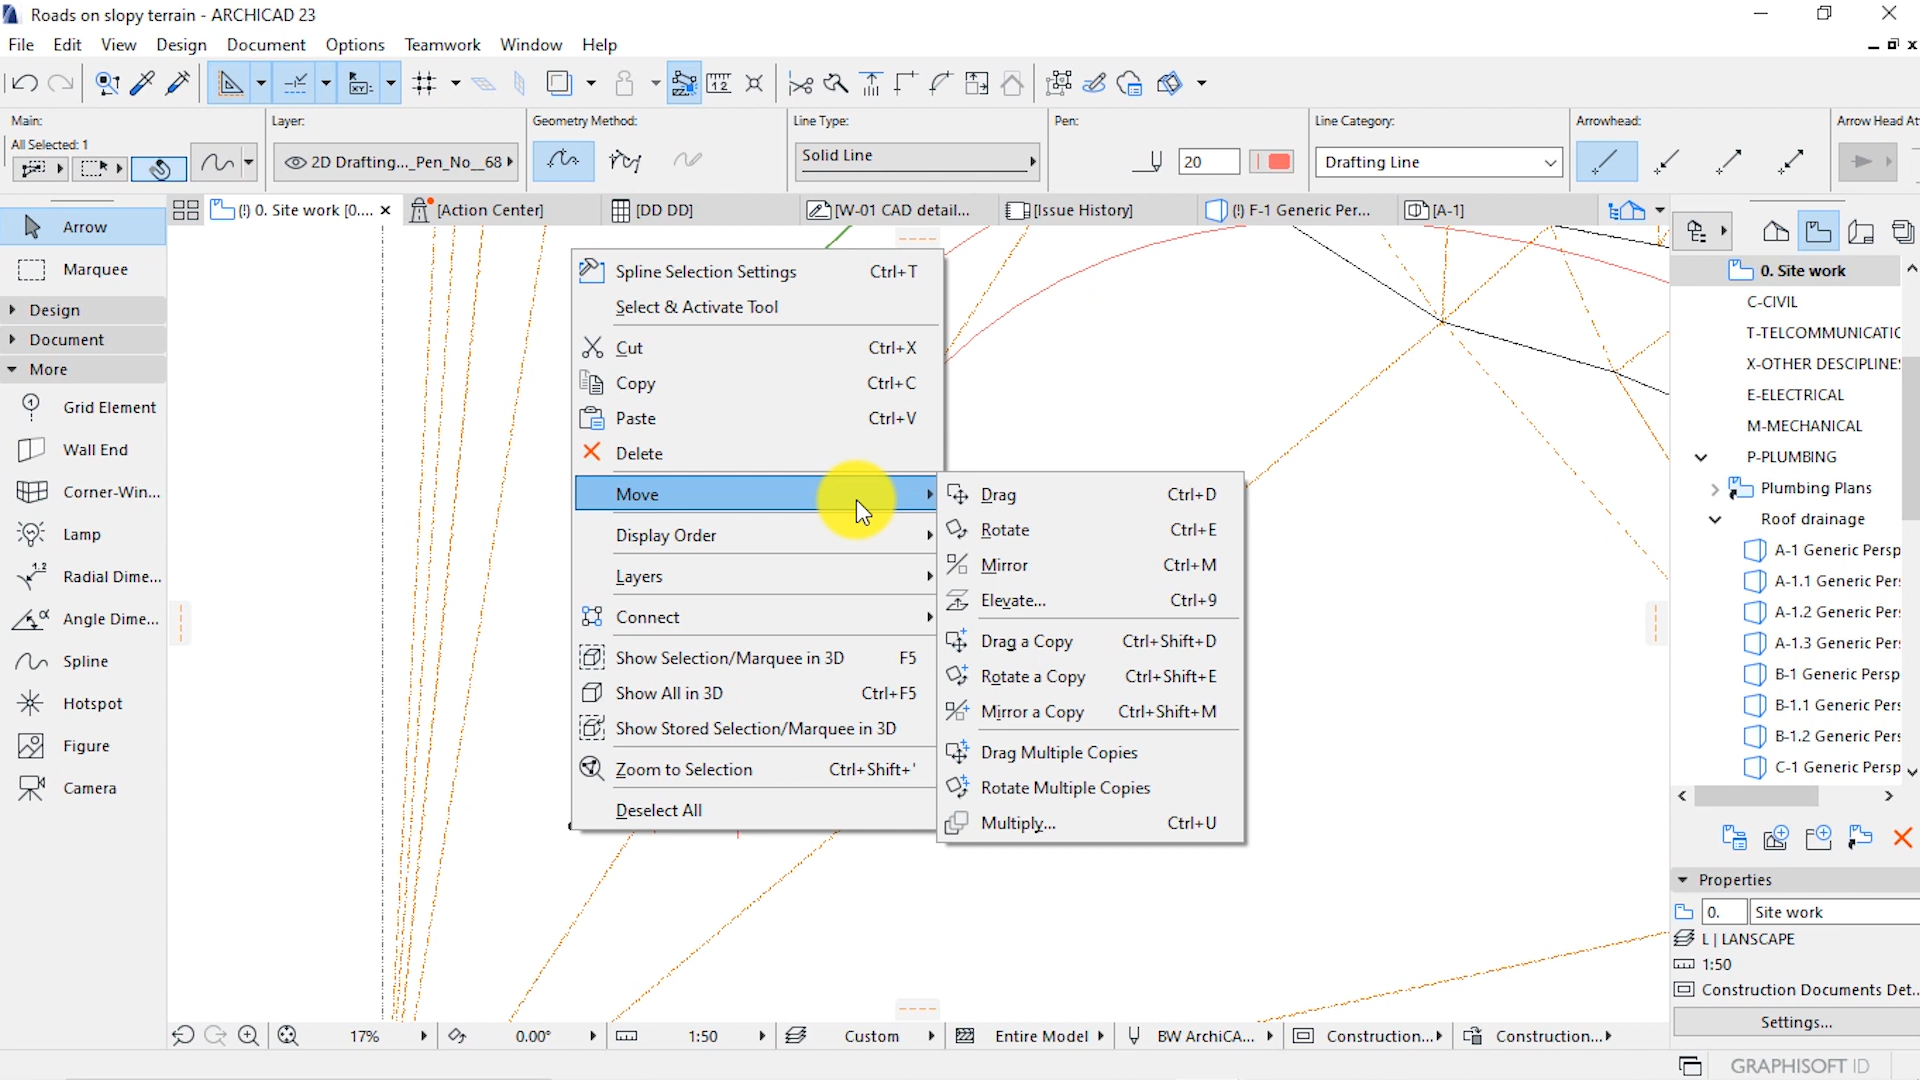 Roads on slopy terrain - ARCHICAD 23
File Edit View Design Document Options Teamwork Window Help
Main: Layer: Geometry Method: Line Type: Pen: Line Category: Arrowhead: Arrow Head At
All Selected: 1
2D Drafting..._Pen_No__68 Solid Line 20 Drafting Line
(!) 0. Site work [0.... [Action Center] [DD DD] [W-01 CAD detail... [Issue History] (!) F-1 Generic Per... [A-1]
Arrow
Marquee
Design
Document
More
Grid Element
Wall End
Corner-Win...
Lamp
Radial Dime...
Angle Dime...
Spline
Hotspot
Figure
Camera
Spline Selection Settings Ctrl+T
Select & Activate Tool
Cut Ctrl+X
Copy Ctrl+C
Paste Ctrl+V
Delete
Move
Display Order
Layers
Connect
Show Selection/Marquee in 3D F5
Show All in 3D Ctrl+F5
Show Stored Selection/Marquee in 3D
Zoom to Selection Ctrl+Shift+'
Deselect All
Drag Ctrl+D
Rotate Ctrl+E
Mirror Ctrl+M
Elevate... Ctrl+9
Drag a Copy Ctrl+Shift+D
Rotate a Copy Ctrl+Shift+E
Mirror a Copy Ctrl+Shift+M
Drag Multiple Copies
Rotate Multiple Copies
Multiply... Ctrl+U
0. Site work
C-CIVIL
T-TELCOMMUNICATIC
X-OTHER DESCIPLINE
E-ELECTRICAL
M-MECHANICAL
P-PLUMBING
Plumbing Plans
Roof drainage
A-1 Generic Persp
A-1.1 Generic Per
A-1.2 Generic Per
A-1.3 Generic Per
B-1 Generic Persp
B-1.1 Generic Per
B-1.2 Generic Per
C-1 Generic Persp
Properties
0. Site work
L | LANSCAPE
1:50
Construction Documents Det...
Settings...
17% 0.00° 1:50 Custom Entire Model BW ArchiCA... Construction... Construction...
GRAPHISOFT ID